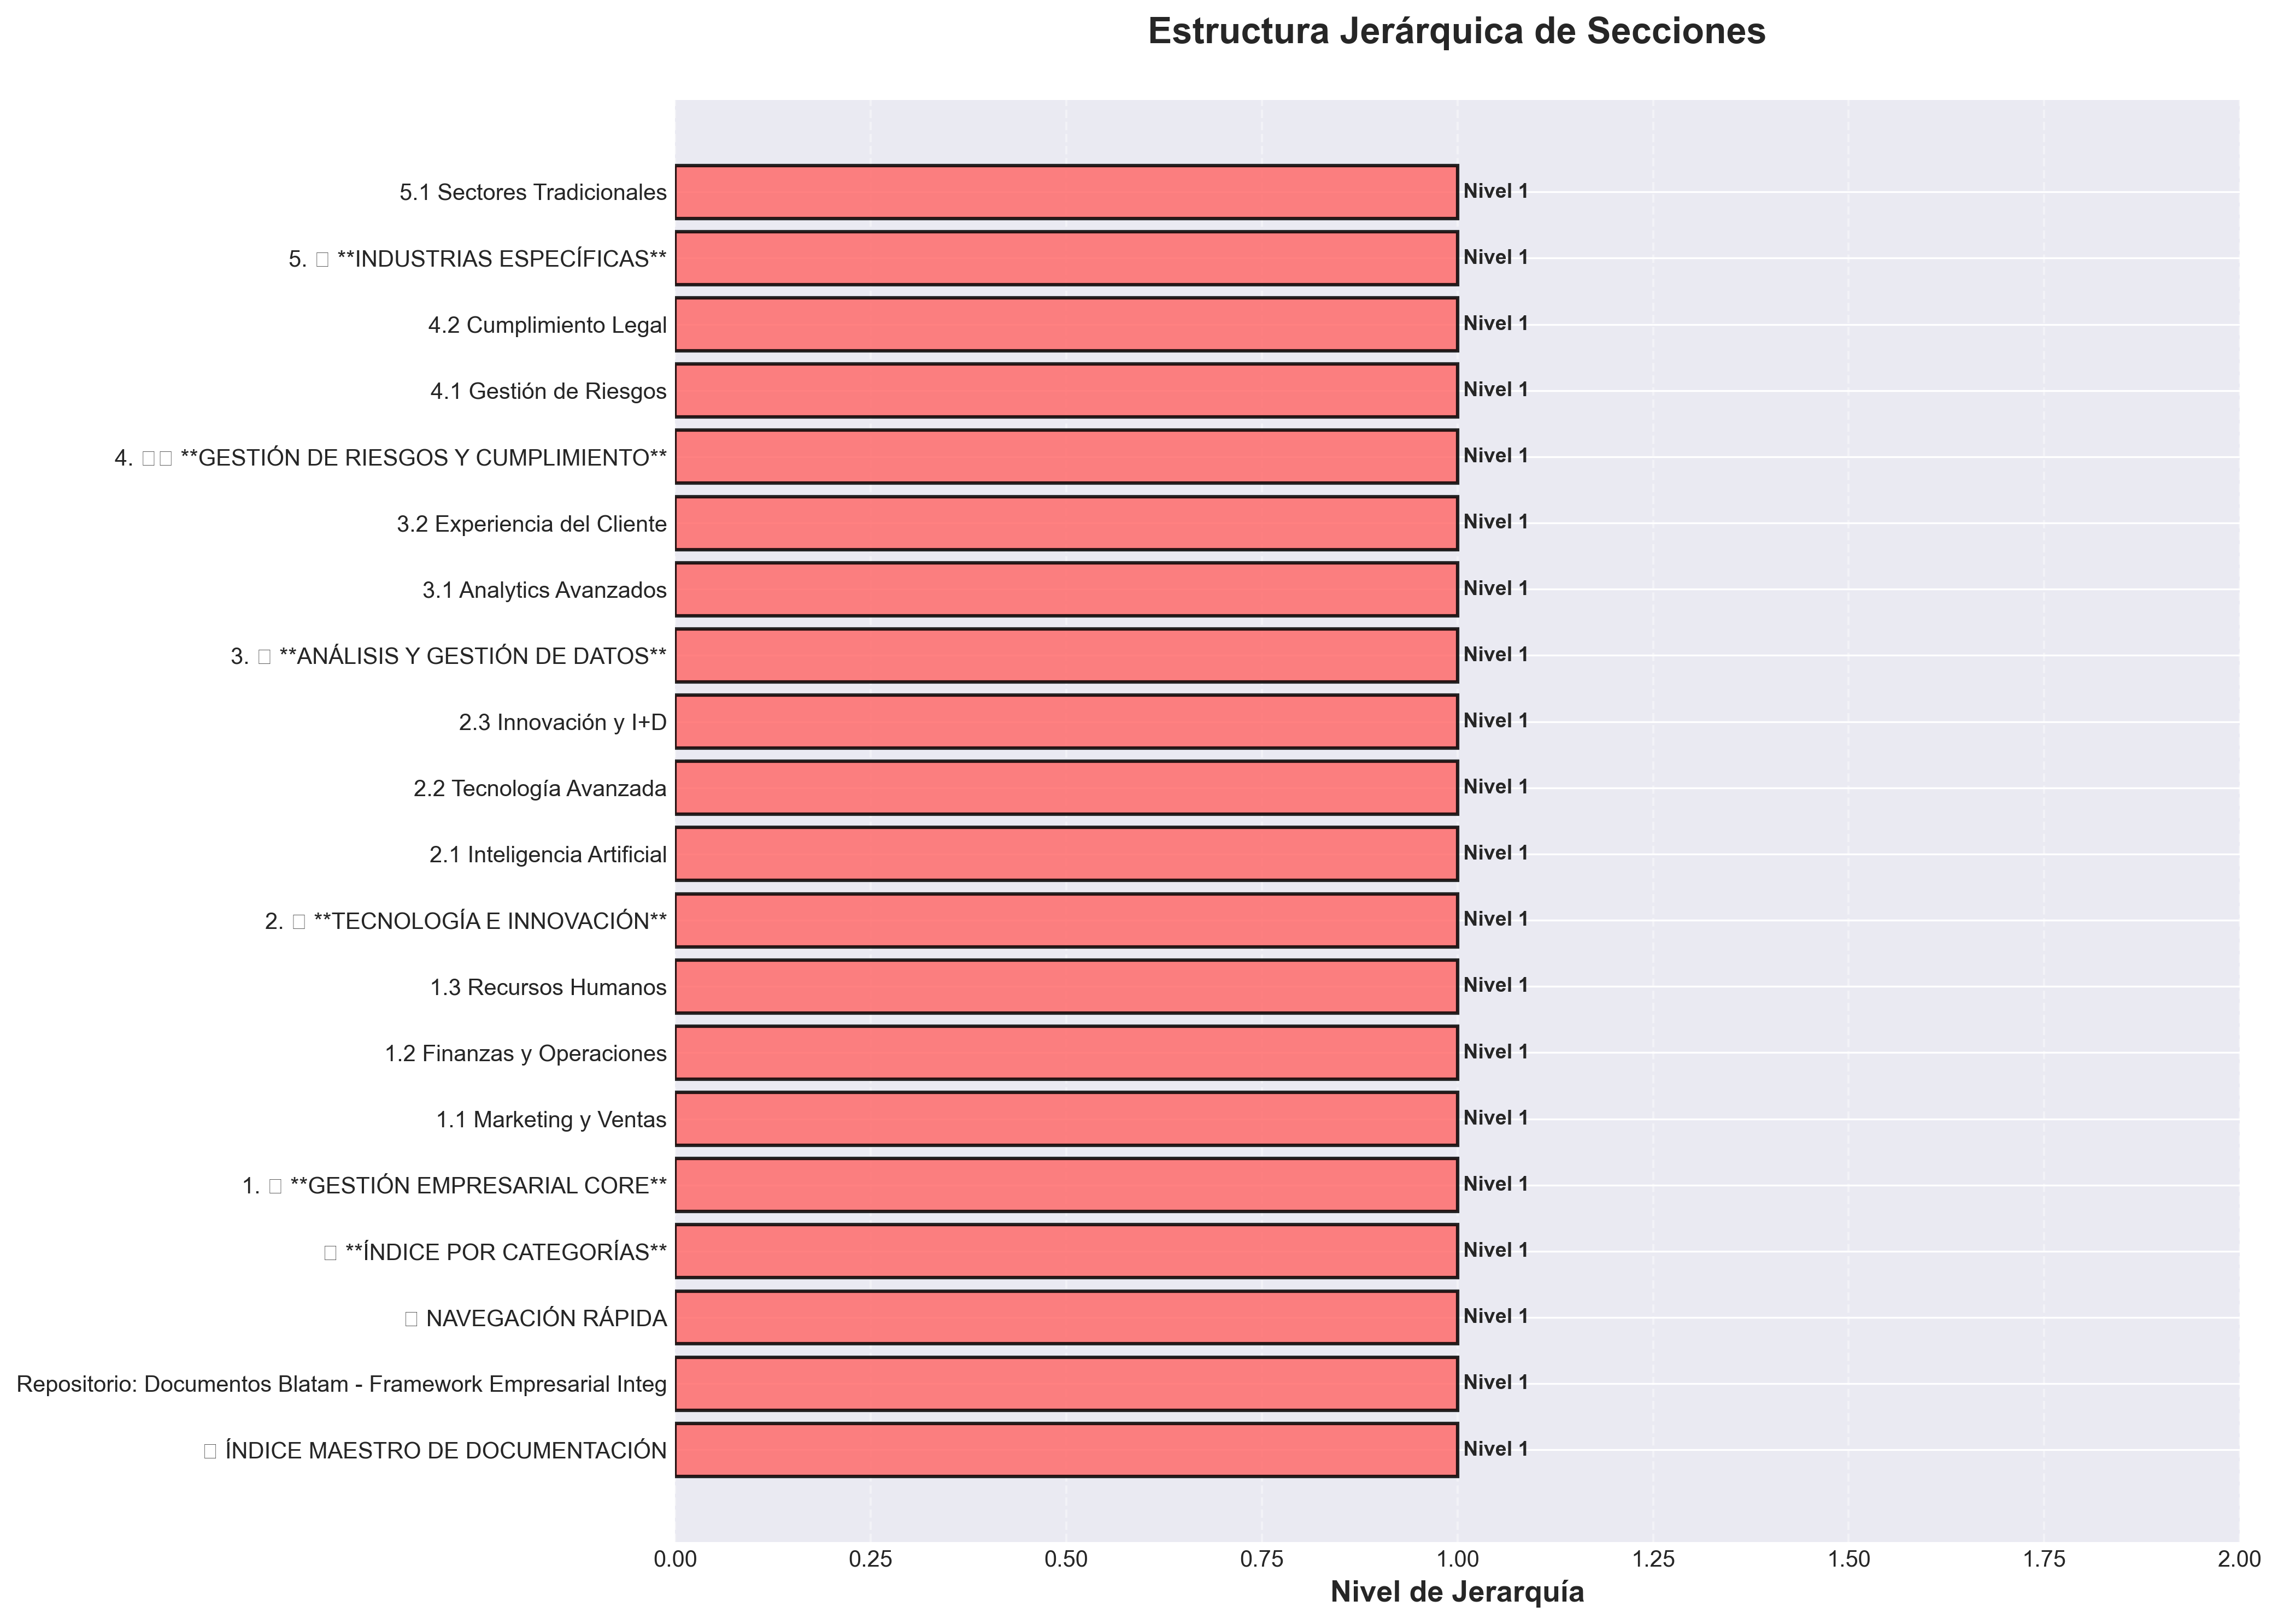 Estructura Jerárquica de Secciones
5.1 Sectores Tradicionales Nivel 1
5. □ **INDUSTRIAS ESPECÍFICAS** Nivel 1
4.2 Cumplimiento Legal Nivel 1
4.1 Gestión de Riesgos Nivel 1
4. □□ **GESTIÓN DE RIESGOS Y CUMPLIMIENTO** Nivel 1
3.2 Experiencia del Cliente Nivel 1
3.1 Analytics Avanzados Nivel 1
3. □ **ANÁLISIS Y GESTIÓN DE DATOS** Nivel 1
2.3 Innovación y I+D Nivel 1
2.2 Tecnología Avanzada Nivel 1
2.1 Inteligencia Artificial Nivel 1
2. □ **TECNOLOGÍA E INNOVACIÓN** Nivel 1
1.3 Recursos Humanos Nivel 1
1.2 Finanzas y Operaciones Nivel 1
1.1 Marketing y Ventas Nivel 1
1. □ **GESTIÓN EMPRESARIAL CORE** Nivel 1
□ **ÍNDICE POR CATEGORÍAS** Nivel 1
□ NAVEGACIÓN RÁPIDA Nivel 1
Repositorio: Documentos Blatam - Framework Empresarial Integ Nivel 1
□ ÍNDICE MAESTRO DE DOCUMENTACIÓN Nivel 1
0.00 0.25 0.50 0.75 1.00 1.25 1.50 1.75 2.00
Nivel de Jerarquía